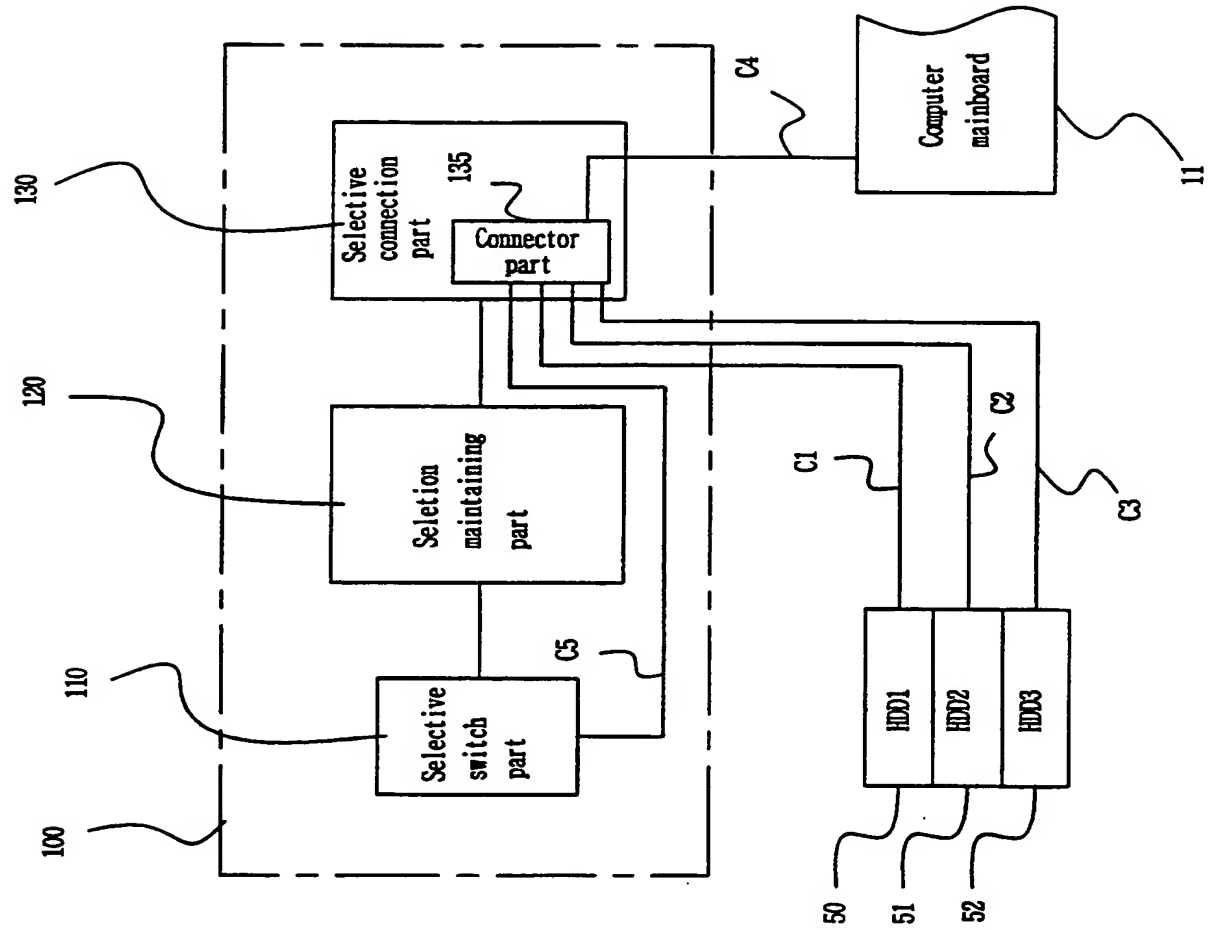 100
110
120
130
Selective
switch
part
Seletion
maintaining
part
Selective
connection
part
Connector
part
135
C5
C4
C1
C2
C3
50
51
52
HDD1
HDD2
HDD3
Computer
mainboard
11